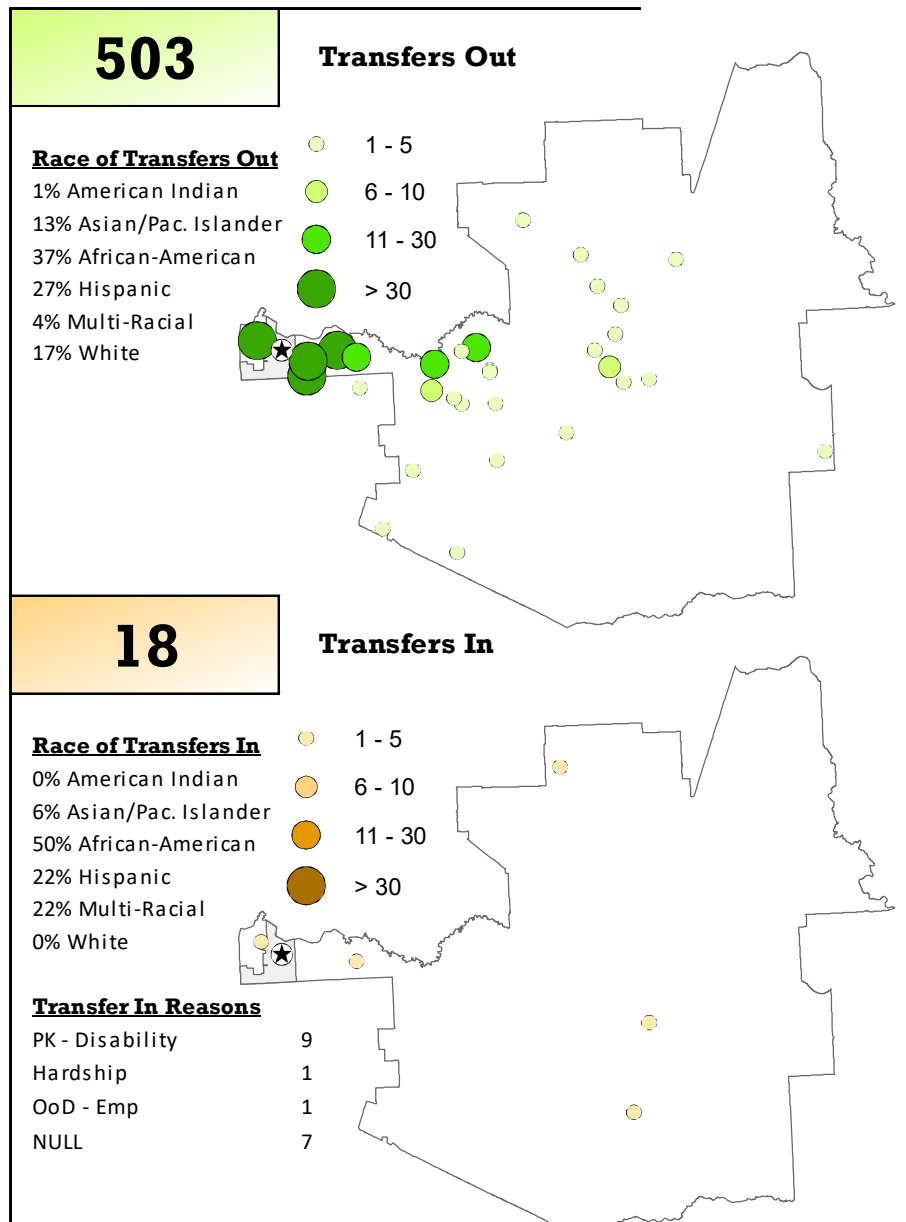 503
Transfers Out
Race of Transfers Out
1% American Indian
13% Asian/Pac. Islander
37% African-American
27% Hispanic
4% Multi-Racial
17% White
1 - 5
6 - 10
11 - 30
> 30
18
Transfers In
Race of Transfers In
0% American Indian
6% Asian/Pac. Islander
50% African-American
22% Hispanic
22% Multi-Racial
0% White
1 - 5
6 - 10
11 - 30
> 30
Transfer In Reasons
PK - Disability 9
Hardship 1
OoD - Emp 1
NULL 7